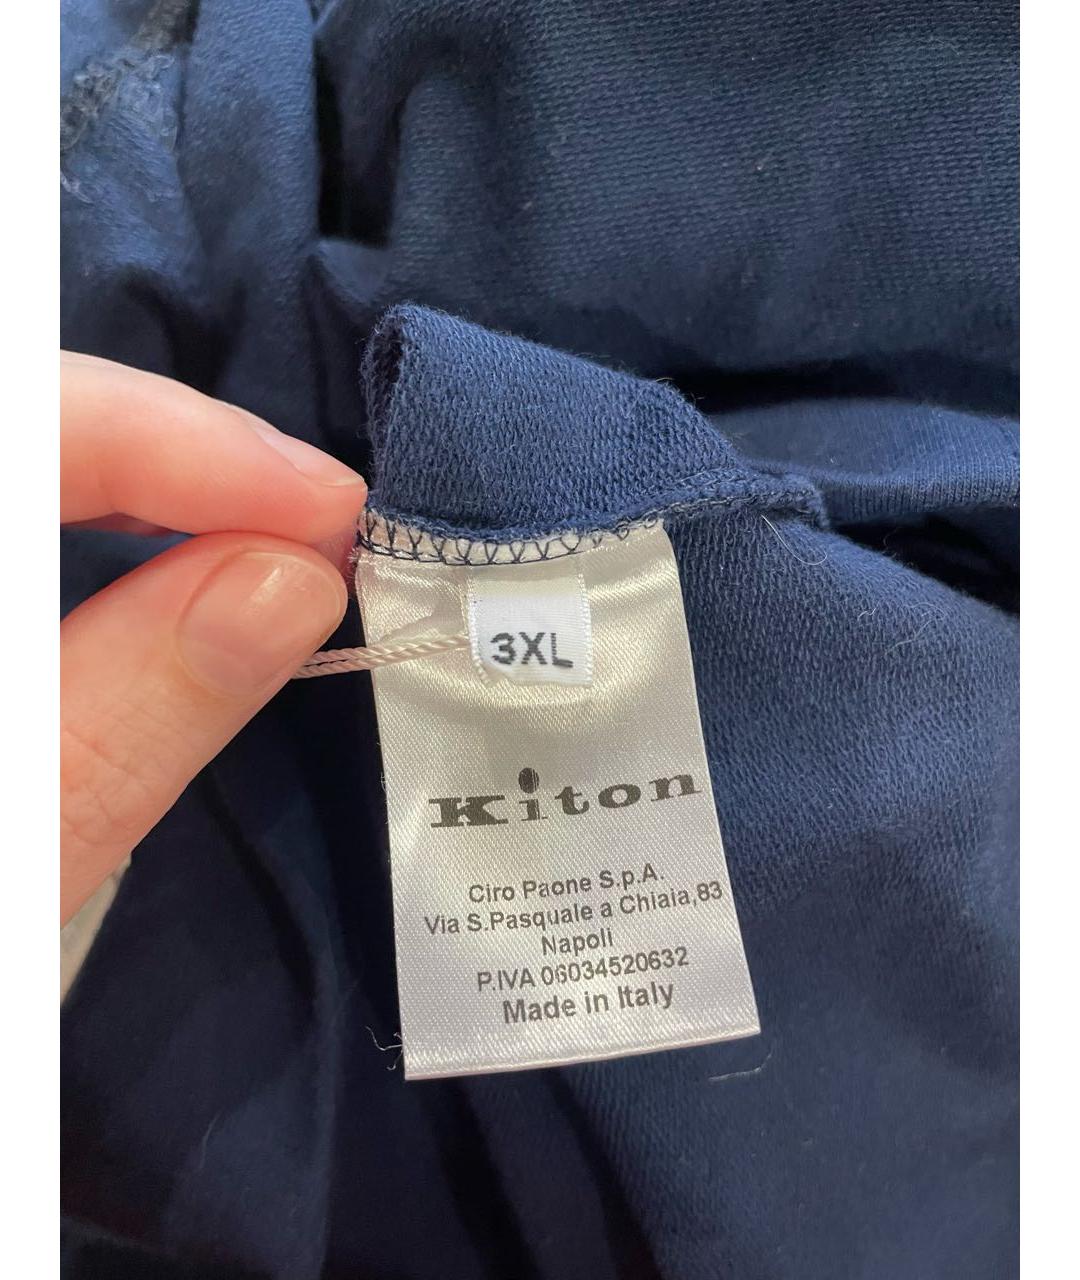 3XL
Kiton
Ciro Paone S.p.A.
Via S.Pasquale a Chiaia,83
Napoli
P.IVA 06034520632
Made in Italy